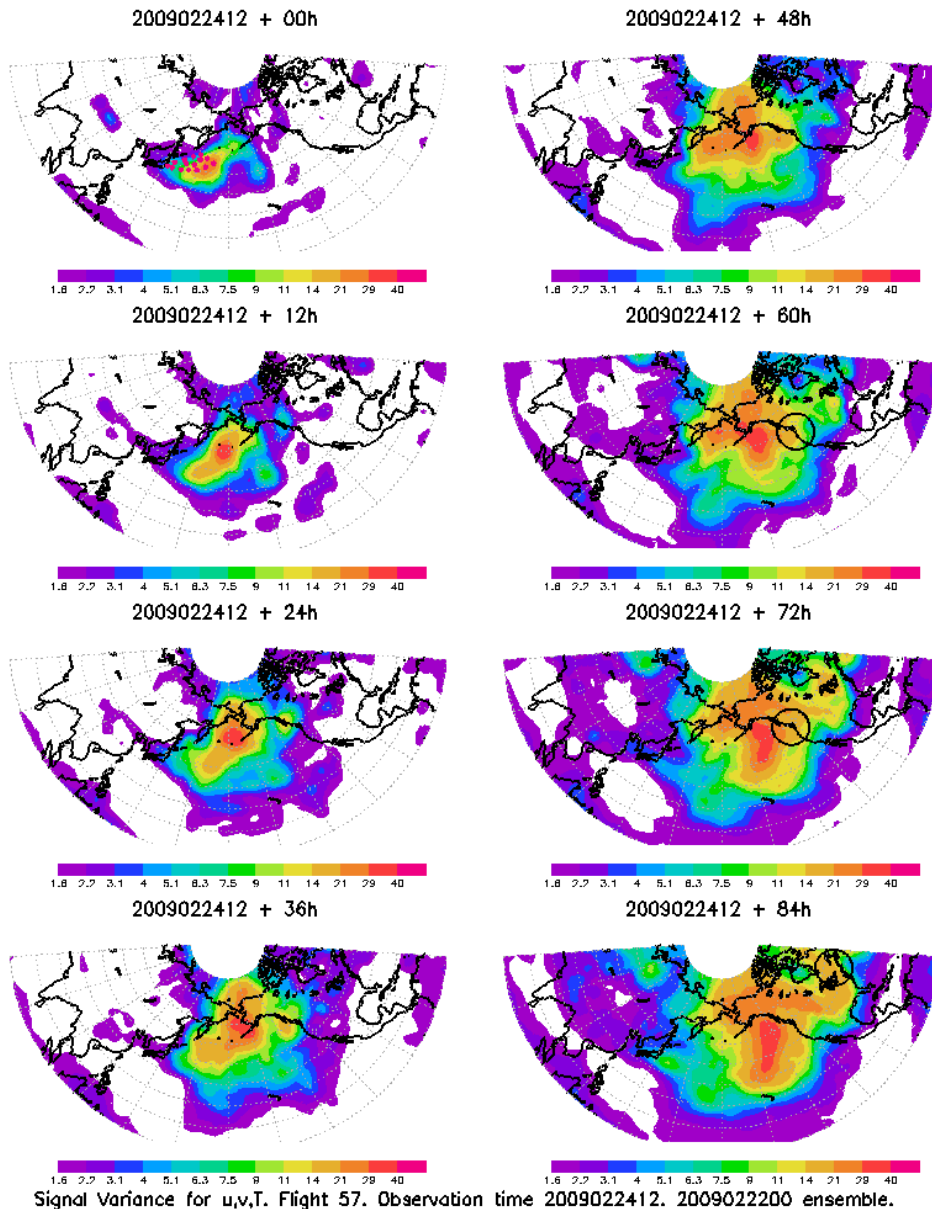 2009022412 + 00h
1.6 2.2 3.1 4 5.1 6.3 7.5 9 11 14 21 29 40
2009022412 + 12h
1.6 2.2 3.1 4 5.1 6.3 7.5 9 11 14 21 29 40
2009022412 + 24h
1.6 2.2 3.1 4 5.1 6.3 7.5 9 11 14 21 29 40
2009022412 + 36h
1.6 2.2 3.1 4 5.1 6.3 7.5 9 11 14 21 29 40
2009022412 + 48h
1.6 2.2 3.1 4 5.1 6.3 7.5 9 11 14 21 29 40
2009022412 + 60h
1.6 2.2 3.1 4 5.1 6.3 7.5 9 11 14 21 29 40
2009022412 + 72h
1.6 2.2 3.1 4 5.1 6.3 7.5 9 11 14 21 29 40
2009022412 + 84h
1.6 2.2 3.1 4 5.1 6.3 7.5 9 11 14 21 29 40
Signal Variance for u,v,T. Flight 57. Observation time 2009022412. 2009022200 ensemble.